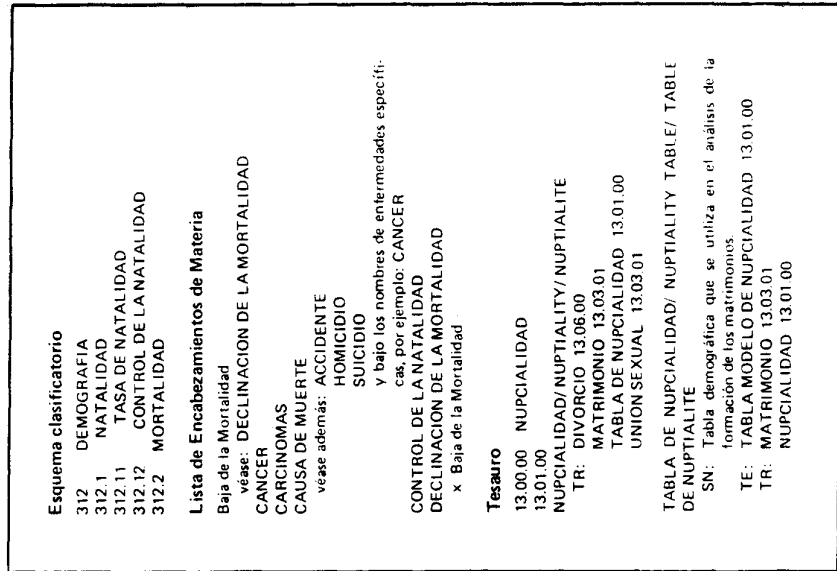 Esquema clasificatorio
312 DEMOGRAFIA
312.1 NATALIDAD
312.11 TASA DE NATALIDAD
312.12 CONTROL DE LA NATALIDAD
312.2 MORTALIDAD
Lista de Encabezamientos de Materia
Baja de la Mortalidad
véase: DECLINACION DE LA MORTALIDAD
CANCER
CARCINOMAS
CAUSA DE MUERTE
véase además: ACCIDENTE
HOMICIDIO
SUICIDIO
y bajo los nombres de enfermedades específi-
cas, por ejemplo: CANCER
CONTROL DE LA NATALIDAD
DECLINACION DE LA MORTALIDAD
x Baja de la Mortalidad
Tesauro
13.00.00 NUPCIALIDAD
13.01.00
NUPCIALIDAD/ NUPTIALITY/ NUPTIALITE
TR: DIVORCIO 13.06.00
MATRIMONIO 13.03.01
TABLA DE NUPCIALIDAD 13.01.00
UNION SEXUAL 13.03.01
TABLA DE NUPCIALIDAD/ NUPTIALITY TABLE/ TABLE
DE NUPTIALITE
SN: Tabla demográfica que se utiliza en el análisis de la
formación de los matrimonios.
TE: TABLA MODELO DE NUPCIALIDAD 13.01.00
TR: MATRIMONIO 13.03.01
NUPCIALIDAD 13.01.00